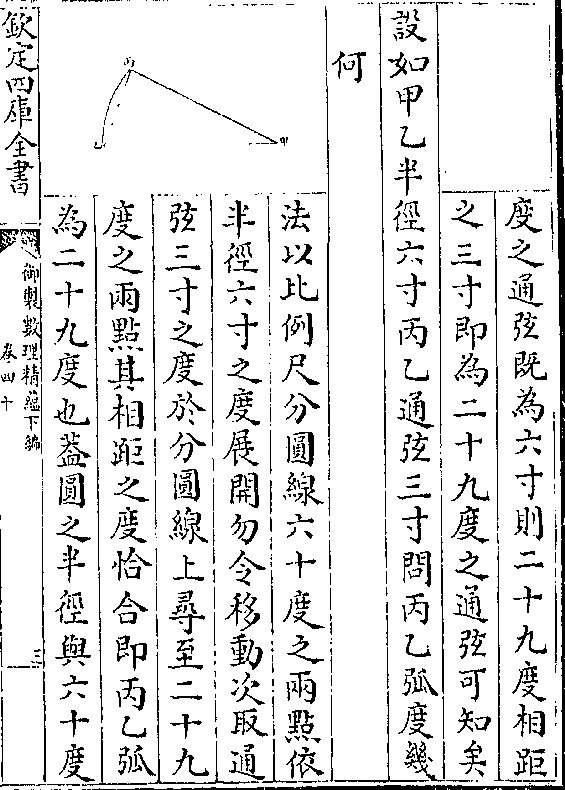 度之通弦既為六寸則二十九度相距
之三寸即為二十九度之通弦可知矣
設如甲乙半徑六寸丙乙通弦三寸問丙乙弧度幾
何
法以比例尺分圓線六十度之兩點依
半徑六寸之度展開勿令移動次取通
弦三寸之度於分圓線上尋至二十九
度之兩點其相距之度恰合即丙乙弧
為二十九度也葢圓之半徑與六十度
丙
甲
乙
欽定四庫全書
御製數理精蘊下編
卷四十
三